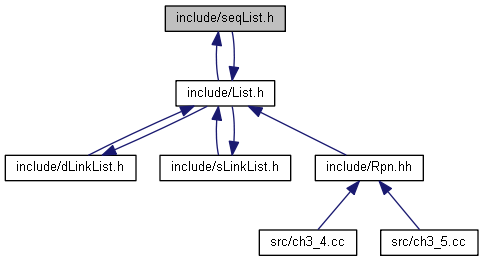 include/seqList.h
include/List.h
include/dLinkList.h
include/sLinkList.h
include/Rpn.hh
src/ch3_4.cc
src/ch3_5.cc